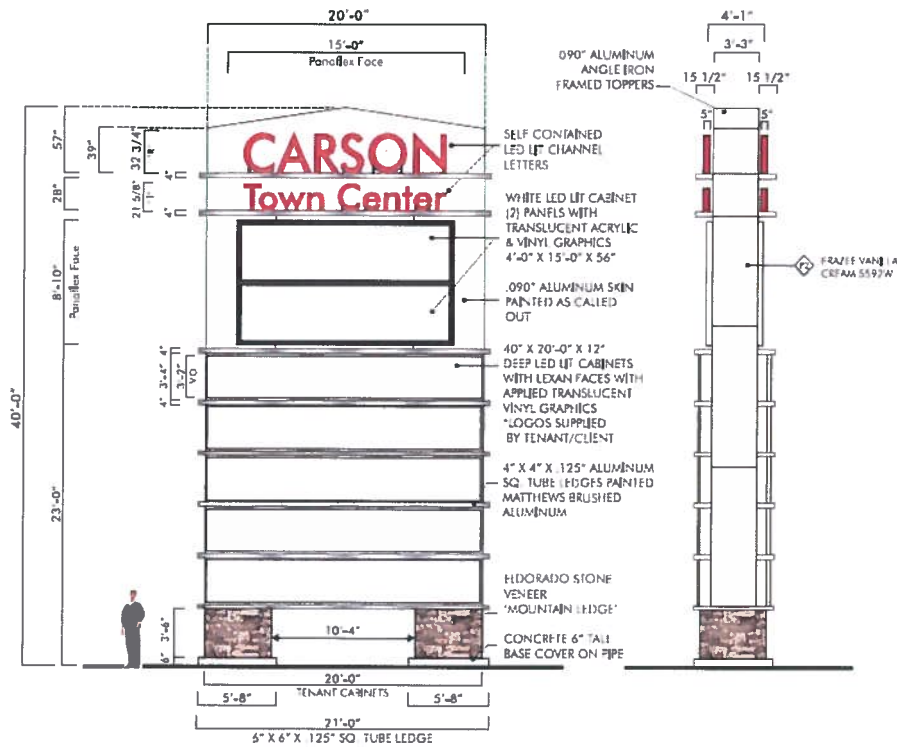 20'-0"
15'-0"
Panaflex Face
CARSON
Town Center
57"
39"
32 3/4"
4"
28"
21 5/8"
4"
8'-10"
Panaflex Face
40'-0"
23'-0"
4"
3'-4"
3'-2"
VO
4"
3'-6"
6"
10'-4"
20'-0"
TENANT CABINETS
5'-8"
5'-8"
21'-0"
6" X 6" X .125" SQ. TUBE LEDGE
SELF CONTAINED
LED LIT CHANNEL
LETTERS
WHITE LED LIT CABINET
(2) PANELS WITH
TRANSLUCENT ACRYLIC
& VINYL GRAPHICS
4'-0" X 15'-0" X 56"
.090" ALUMINUM SKIN
PAINTED AS CALLED
OUT
40" X 20'-0" X 12"
DEEP LED LIT CABINETS
WITH LEXAN FACES WITH
APPLIED TRANSLUCENT
VINYL GRAPHICS
*LOGOS SUPPLIED
BY TENANT/CLIENT
4" X 4" X .125" ALUMINUM
SQ. TUBE LEDGES PAINTED
MATTHEWS BRUSHED
ALUMINUM
ELDORADO STONE
VENEER
'MOUNTAIN LEDGE'
CONCRETE 6" TALL
BASE COVER ON PIPE
4'-1"
3'-3"
.090" ALUMINUM
ANGLE IRON
FRAMED TOPPERS
15 1/2"
15 1/2"
5"
5"
P2
FRAZEE VANILLA
CREAM